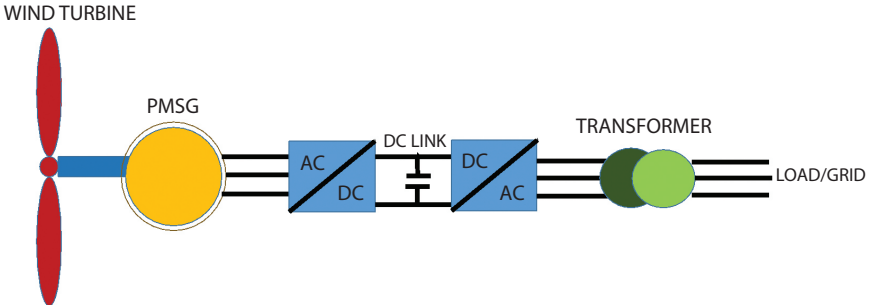 WIND TURBINE
PMSG
AC
DC
DC LINK
DC
AC
TRANSFORMER
LOAD/GRID